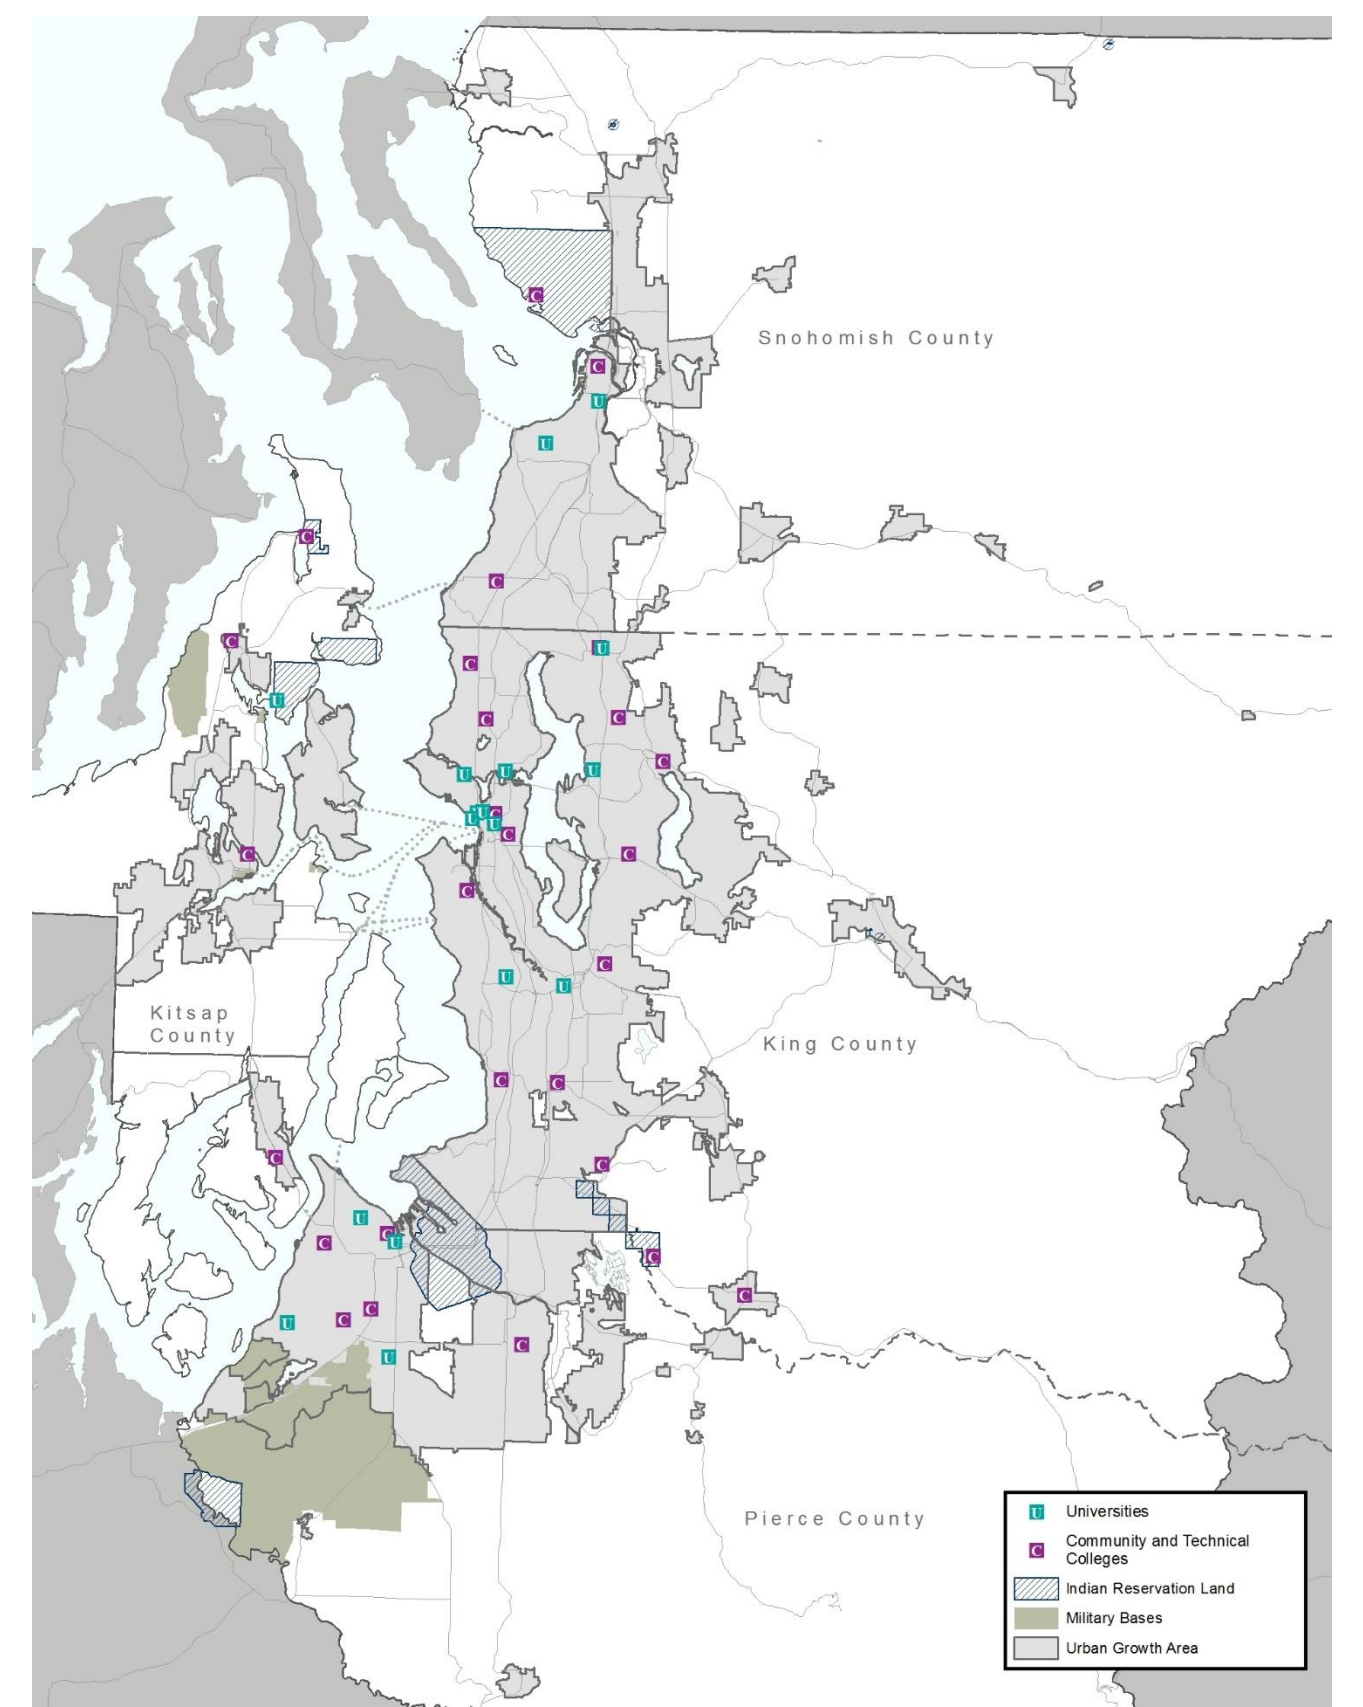 Snohomish County
Kitsap
County
King County
Pierce County
U Universities
C Community and Technical
Colleges
Indian Reservation Land
Military Bases
Urban Growth Area